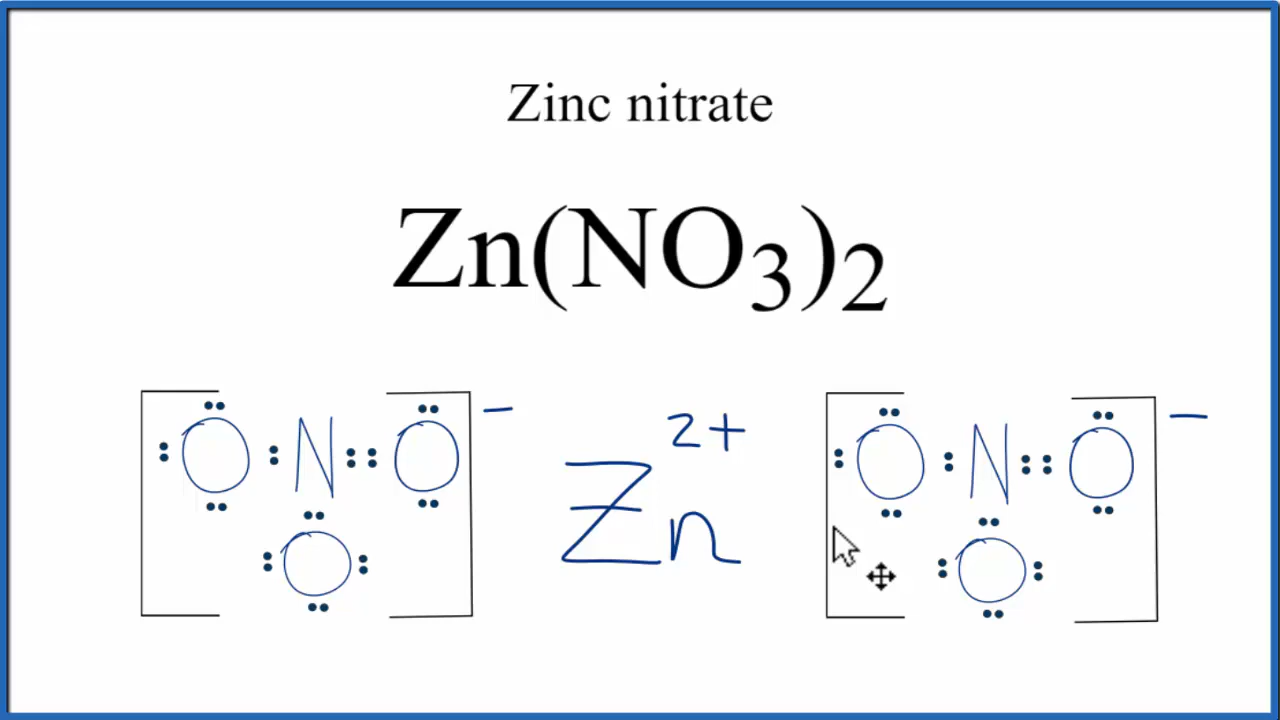 Zinc nitrate
Zn(NO3)2
O N O − 2+ O N O −
O Zn O